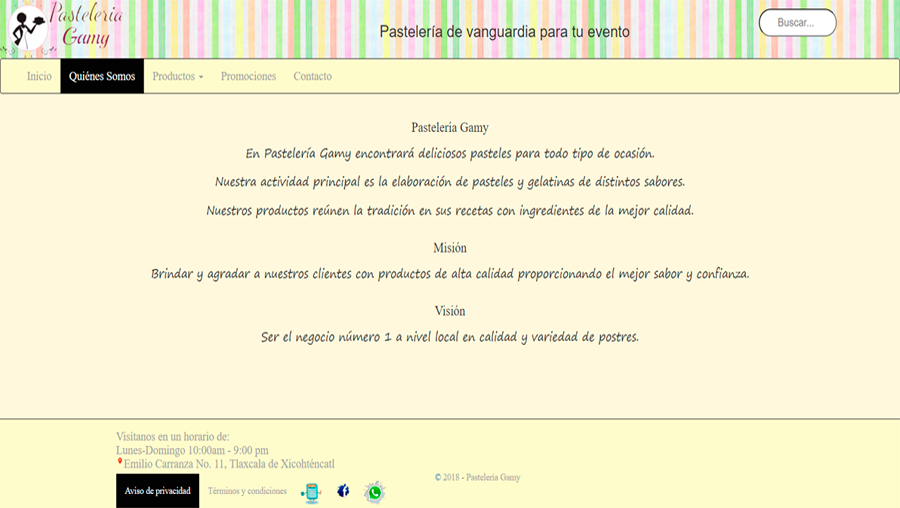 Pasteleria
Gamy
Pastelería de vanguardia para tu evento
Buscar...
Inicio
Quiénes Somos
Productos
Promociones
Contacto
Pastelería Gamy
En Pastelería Gamy encontrará deliciosos pasteles para todo tipo de ocasión.
Nuestra actividad principal es la elaboración de pasteles y gelatinas de distintos sabores.
Nuestros productos reúnen la tradición en sus recetas con ingredientes de la mejor calidad.
Misión
Brindar y agradar a nuestros clientes con productos de alta calidad proporcionando el mejor sabor y confianza.
Visión
Ser el negocio número 1 a nivel local en calidad y variedad de postres.
Visítanos en un horario de:
Lunes-Domingo 10:00am - 9:00 pm
Emilio Carranza No. 11, Tlaxcala de Xicohténcatl
© 2018 - Pasteleria Gamy
Aviso de privacidad
Términos y condiciones